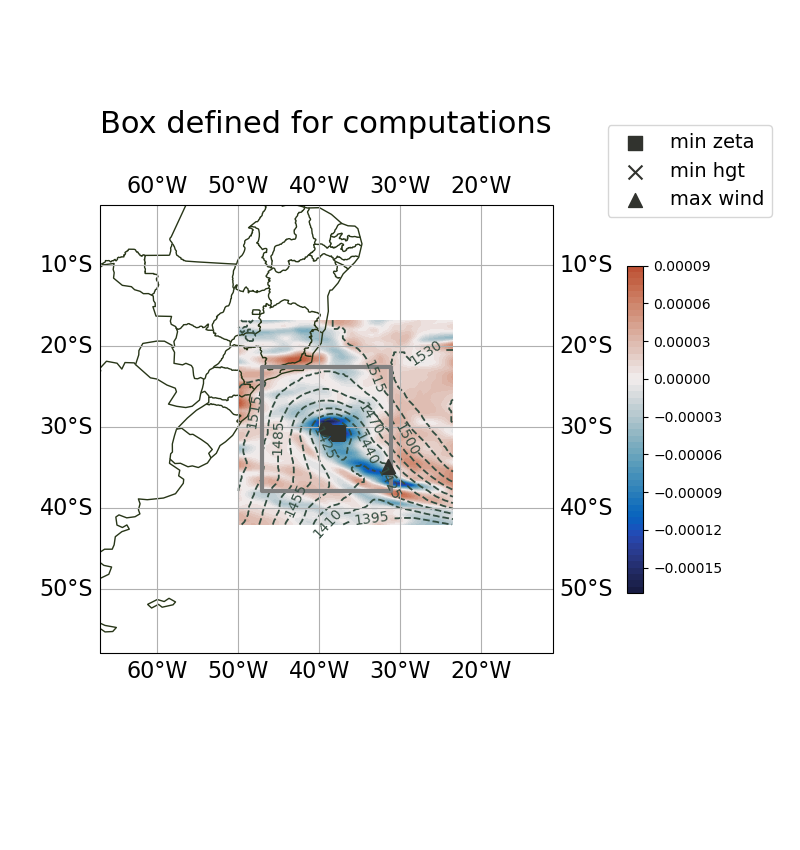 Box defined for computations
min zeta
min hgt
max wind
60°W 50°W 40°W 30°W 20°W
10°S 10°S
20°S 20°S
30°S 30°S
40°S 40°S
50°S 50°S
60°W 50°W 40°W 30°W 20°W
0.00009
0.00006
0.00003
0.00000
−0.00003
−0.00006
−0.00009
−0.00012
−0.00015
1530
1515
1515
1470
1500
1485
1440
1455
1410
1395